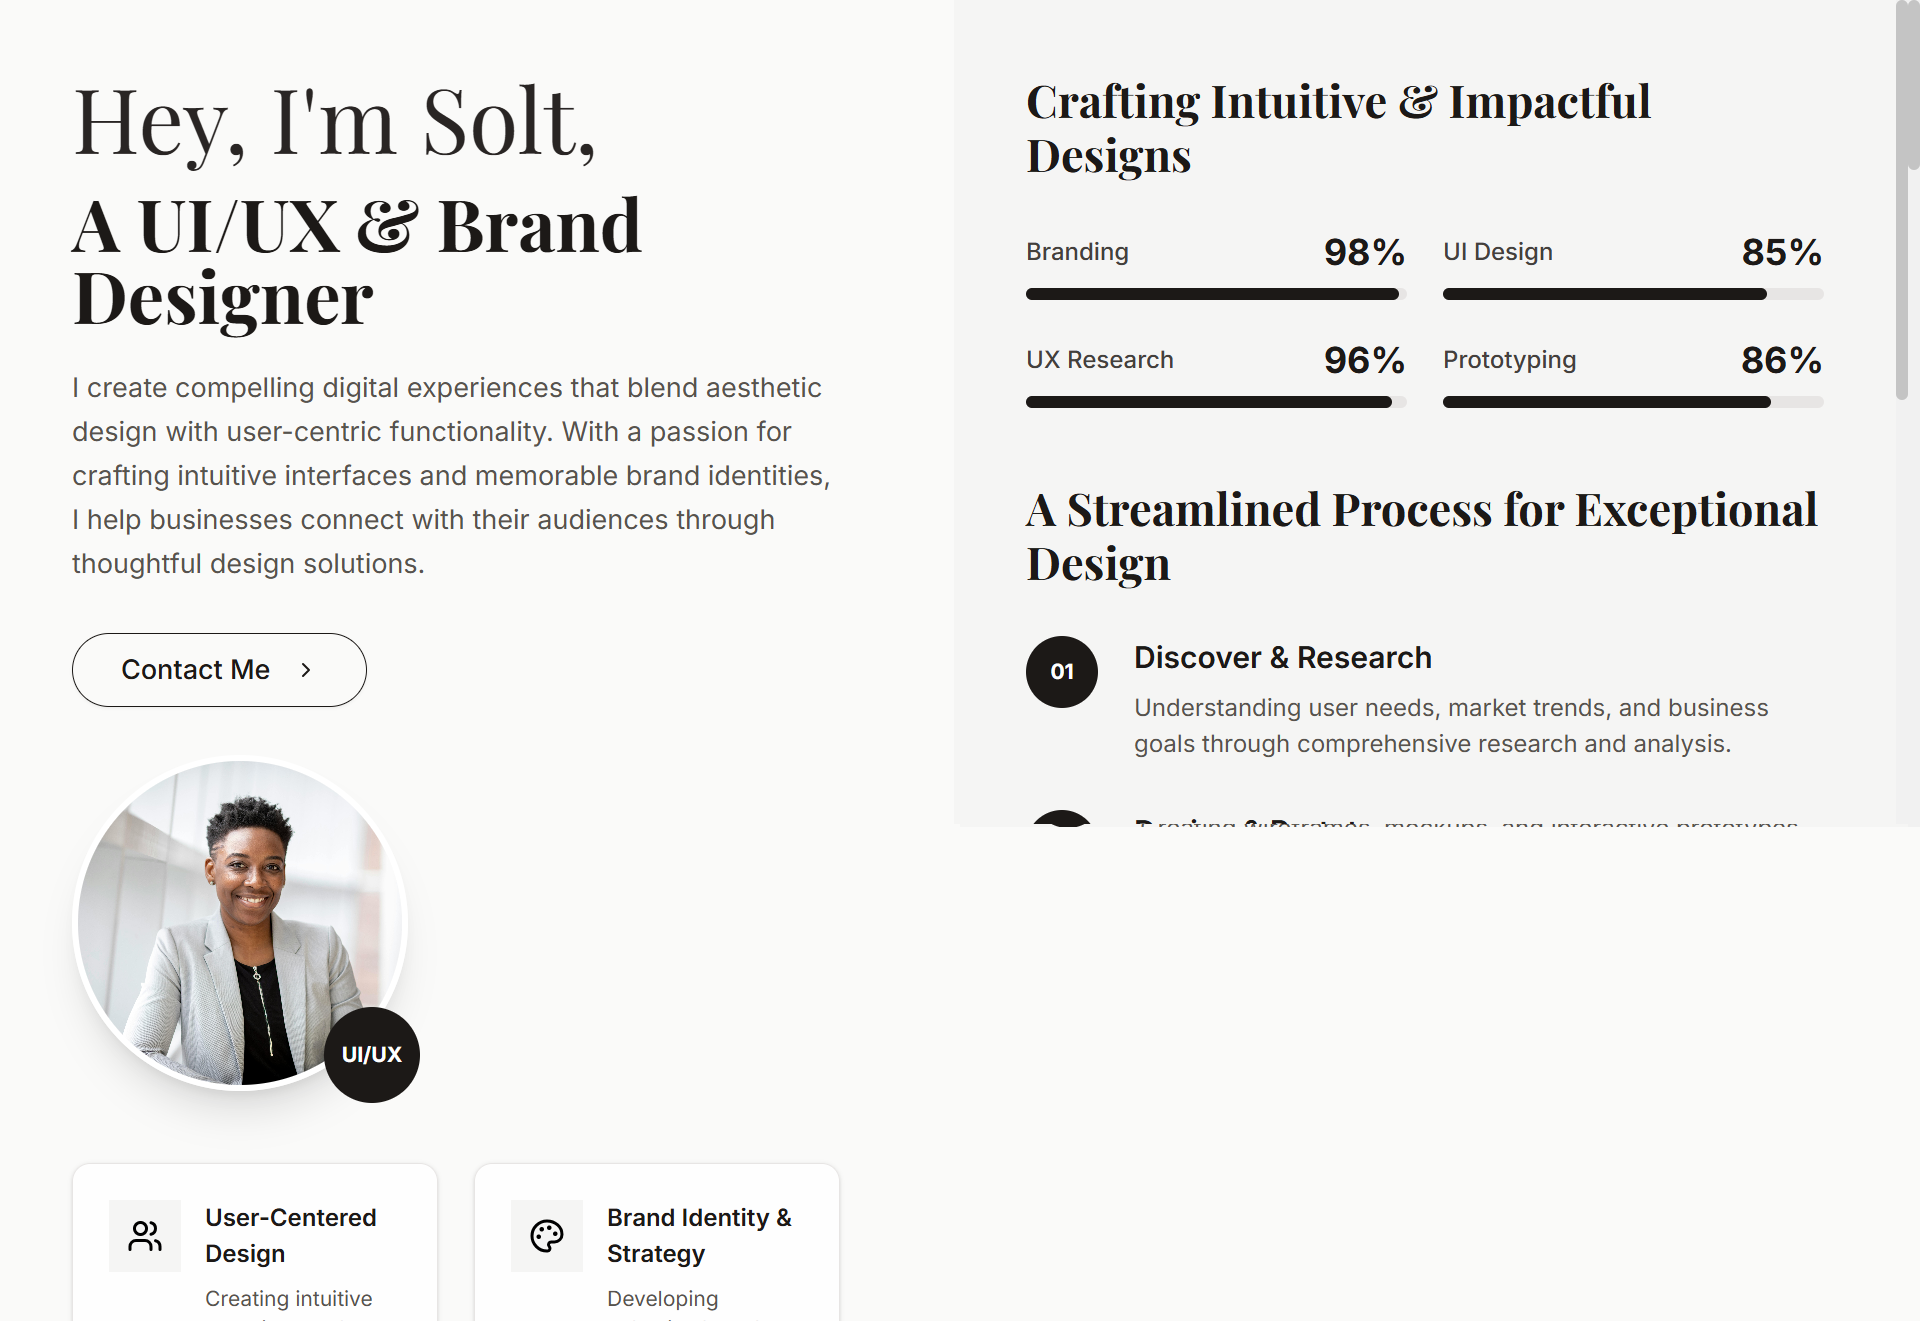 Hey, I'm Solt,
A UI/UX & Brand
Designer
I create compelling digital experiences that blend aesthetic
design with user-centric functionality. With a passion for
crafting intuitive interfaces and memorable brand identities,
I help businesses connect with their audiences through
thoughtful design solutions.
Contact Me
UI/UX
User-Centered
Design
Creating intuitive
Brand Identity &
Strategy
Developing
Crafting Intuitive & Impactful
Designs
Branding 98%
UI Design 85%
UX Research 96%
Prototyping 86%
A Streamlined Process for Exceptional
Design
01
Discover & Research
Understanding user needs, market trends, and business
goals through comprehensive research and analysis.